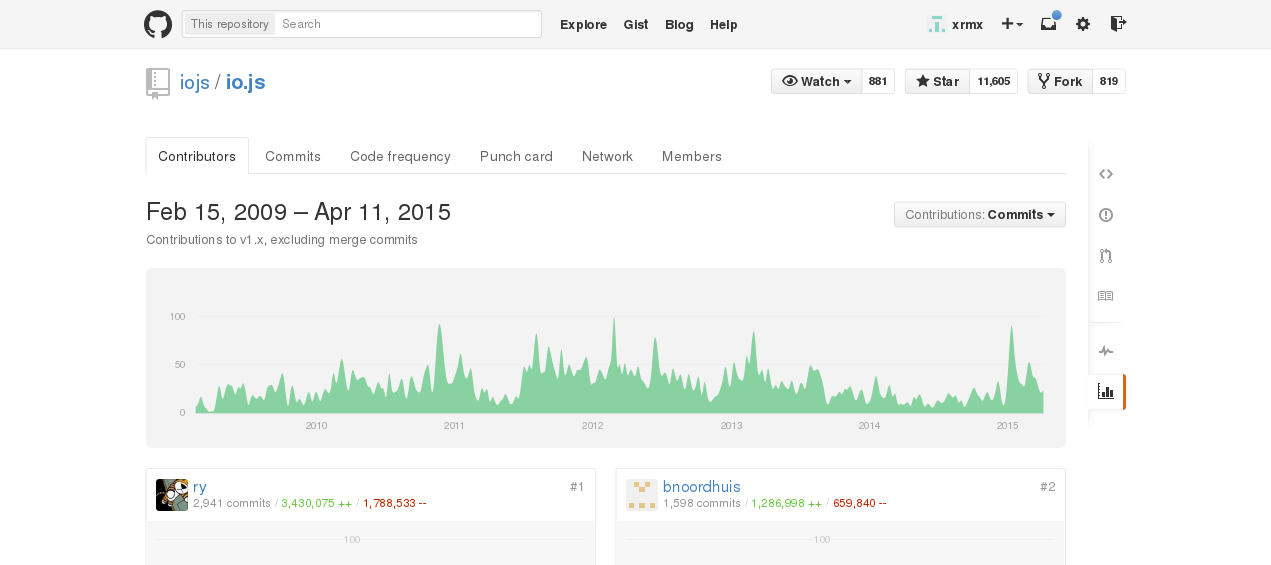 This repository Search Explore Gist Blog Help xrmx
iojs / io.js Watch 881 Star 11,605 Fork 819
Contributors Commits Code frequency Punch card Network Members
Feb 15, 2009 – Apr 11, 2015
Contributions: Commits
Contributions to v1.x, excluding merge commits
100
50
0
2010 2011 2012 2013 2014 2015
ry #1
2,941 commits / 3,430,075 ++ / 1,788,533 --
100
bnoordhuis #2
1,598 commits / 1,286,998 ++ / 659,840 --
100